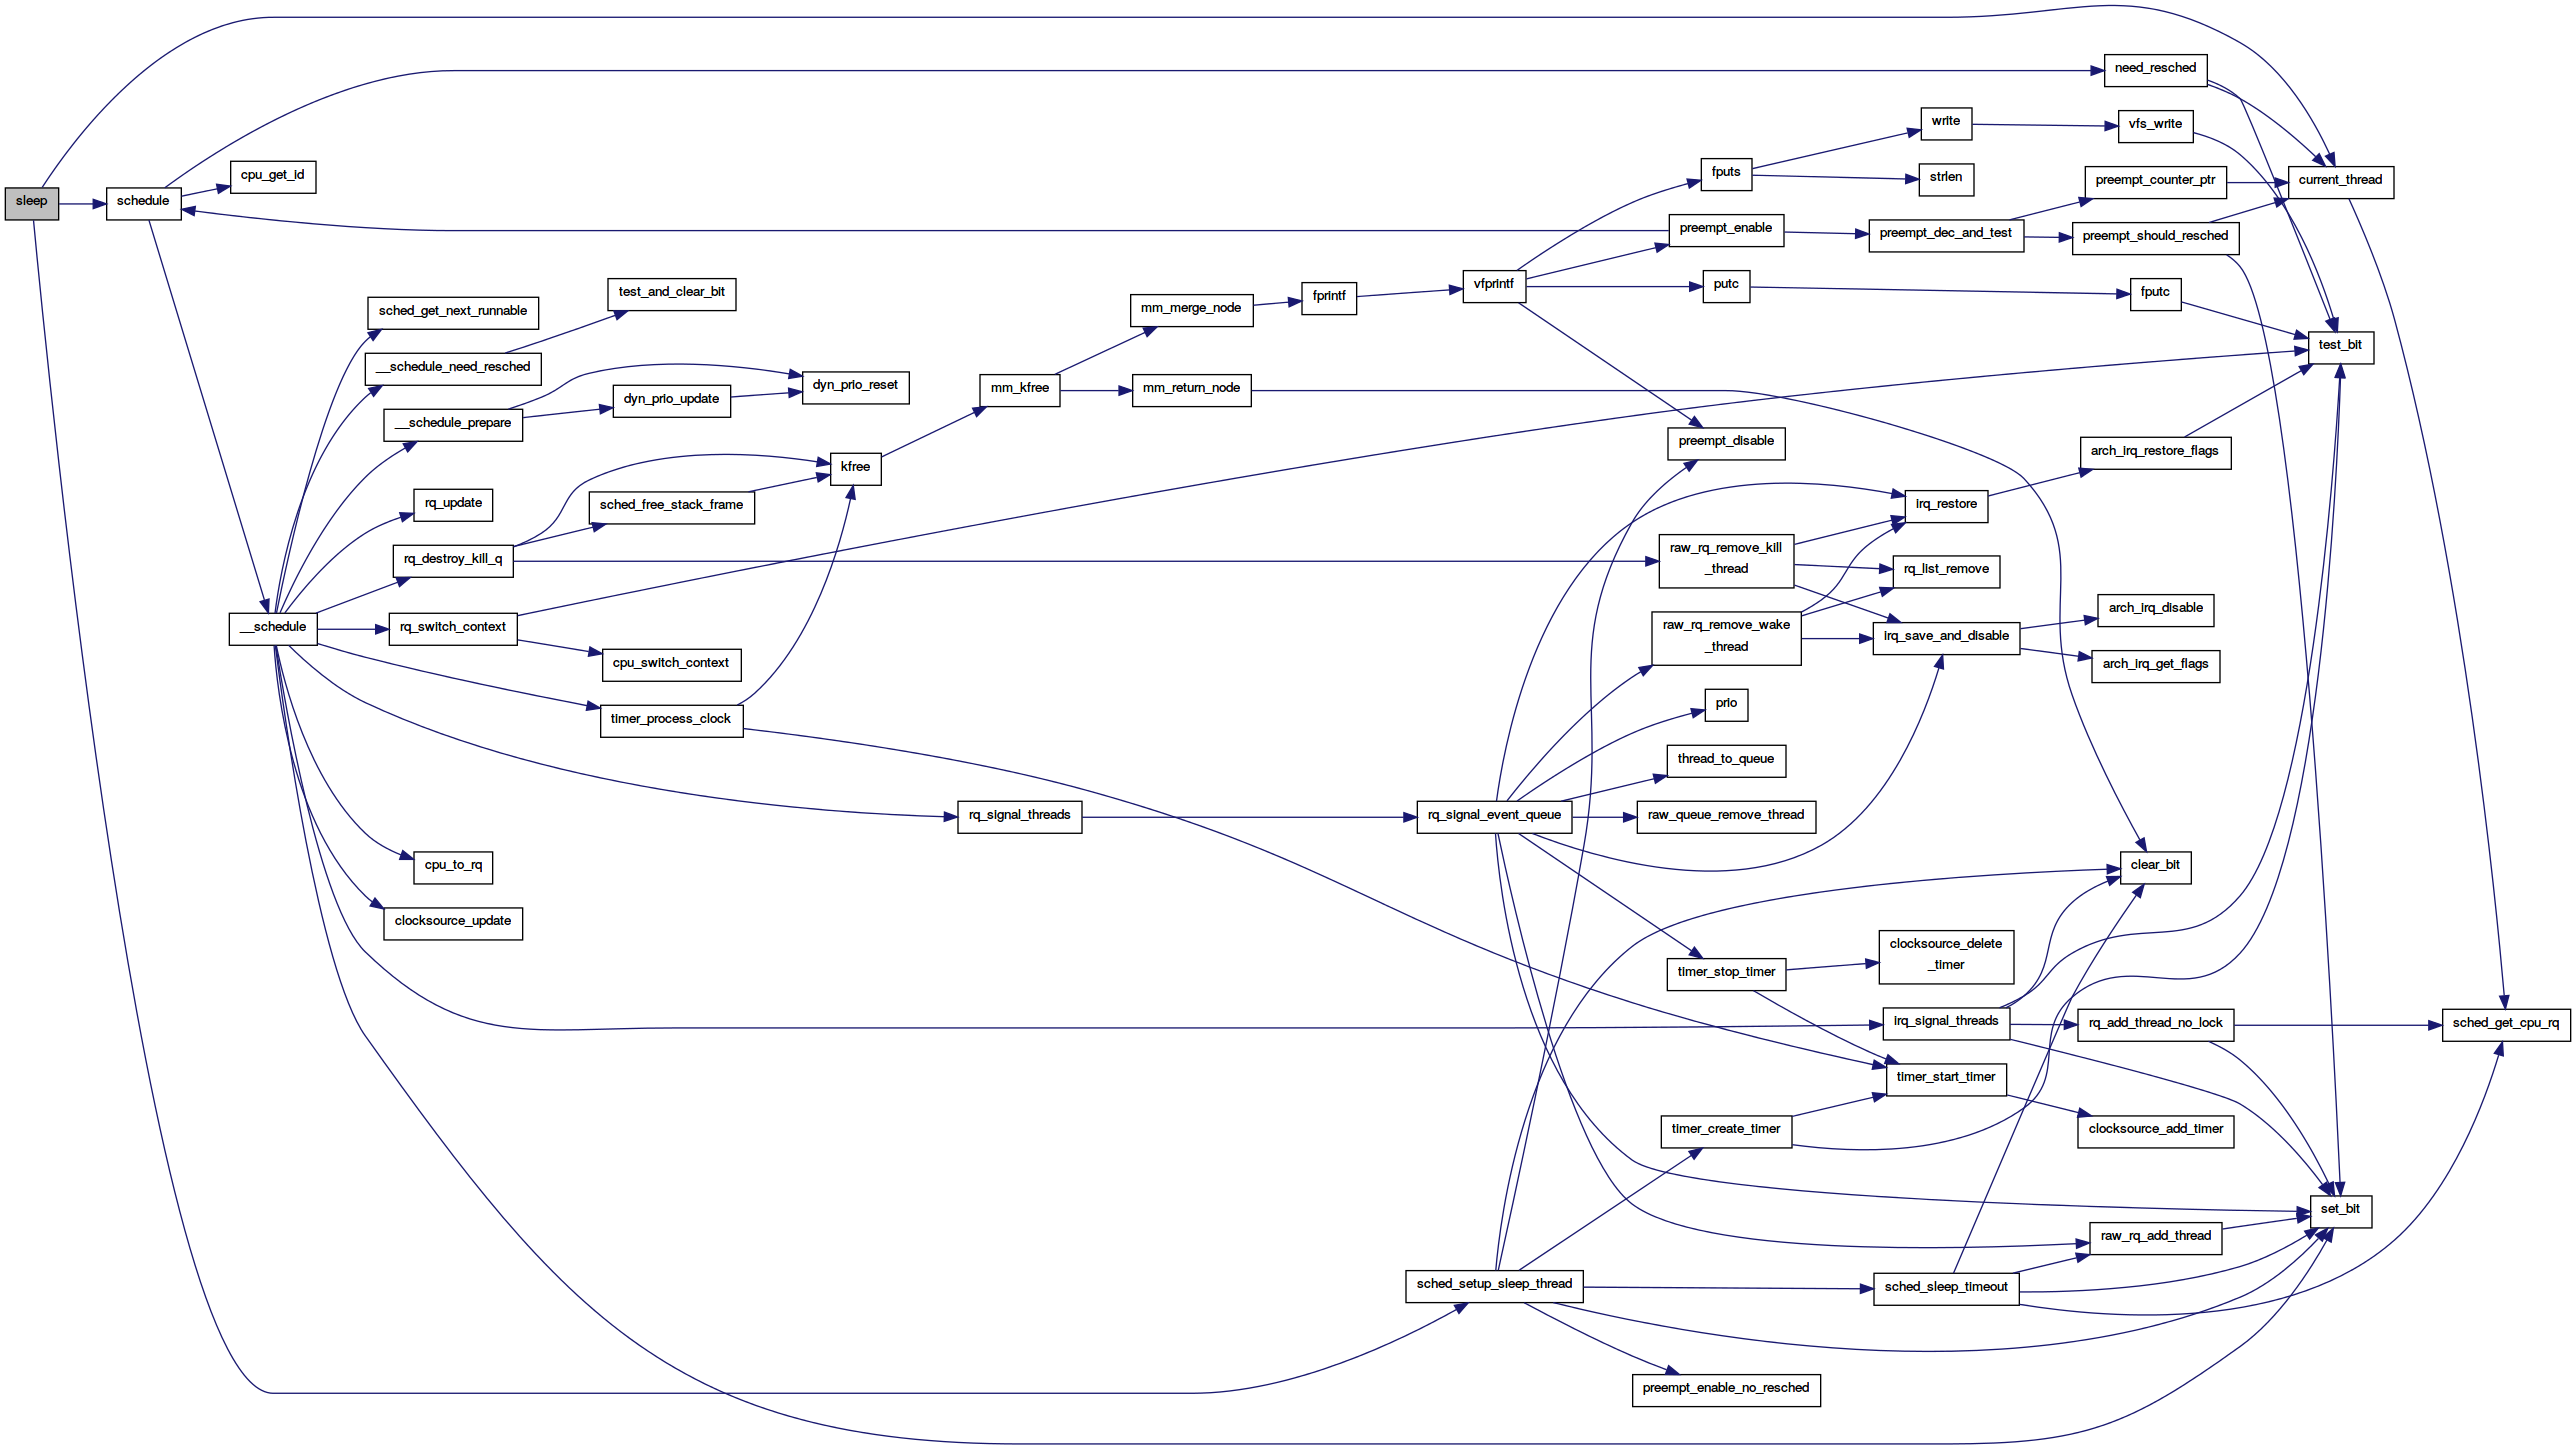 sleep
schedule
cpu_get_id
__schedule
sched_get_next_runnable
__schedule_need_resched
__schedule_prepare
rq_update
rq_destroy_kill_q
rq_switch_context
cpu_to_rq
clocksource_update
test_and_clear_bit
dyn_prio_update
sched_free_stack_frame
cpu_switch_context
timer_process_clock
dyn_prio_reset
kfree
rq_signal_threads
mm_kfree
mm_merge_node
mm_return_node
fprintf
vfprintf
rq_signal_event_queue
sched_setup_sleep_thread
fputs
preempt_enable
putc
preempt_disable
raw_rq_remove_kill
_thread
raw_rq_remove_wake
_thread
prio
thread_to_queue
raw_queue_remove_thread
timer_stop_timer
timer_create_timer
preempt_enable_no_resched
write
strlen
preempt_dec_and_test
irq_restore
rq_list_remove
irq_save_and_disable
clocksource_delete
_timer
irq_signal_threads
timer_start_timer
sched_sleep_timeout
need_resched
vfs_write
preempt_counter_ptr
preempt_should_resched
fputc
arch_irq_restore_flags
arch_irq_disable
arch_irq_get_flags
clear_bit
rq_add_thread_no_lock
clocksource_add_timer
raw_rq_add_thread
current_thread
test_bit
set_bit
sched_get_cpu_rq